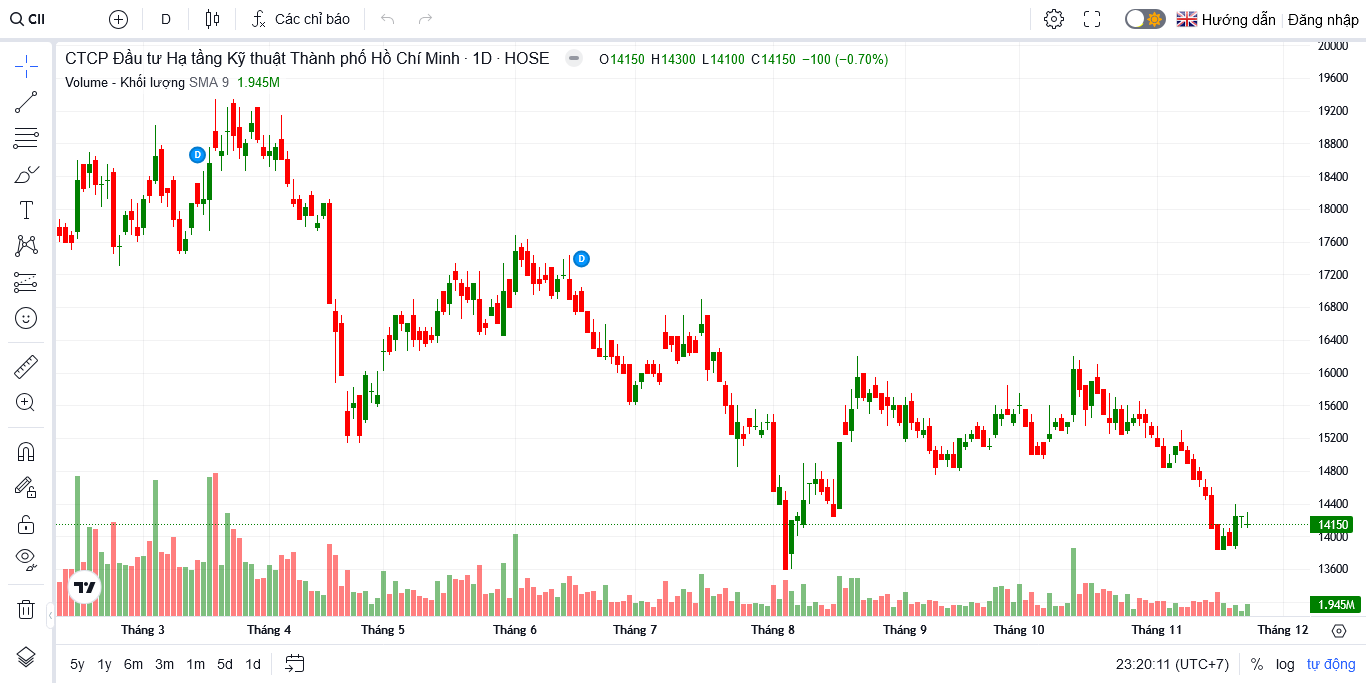 CII
D
Các chỉ báo
Hướng dẫn
Đăng nhập
CTCP Đầu tư Hạ tầng Kỹ thuật Thành phố Hồ Chí Minh · 1D · HOSE
O14150 H14300 L14100 C14150 −100 (−0.70%)
Volume - Khối lượng SMA 9 1.945M
20000
19600
19200
18800
18400
18000
17600
17200
16800
16400
16000
15600
15200
14800
14400
14150
14000
13600
1.945M
D
D
Tháng 3
Tháng 4
Tháng 5
Tháng 6
Tháng 7
Tháng 8
Tháng 9
Tháng 10
Tháng 11
Tháng 12
5y 1y 6m 3m 1m 5d 1d
23:20:11 (UTC+7)
% log tự động